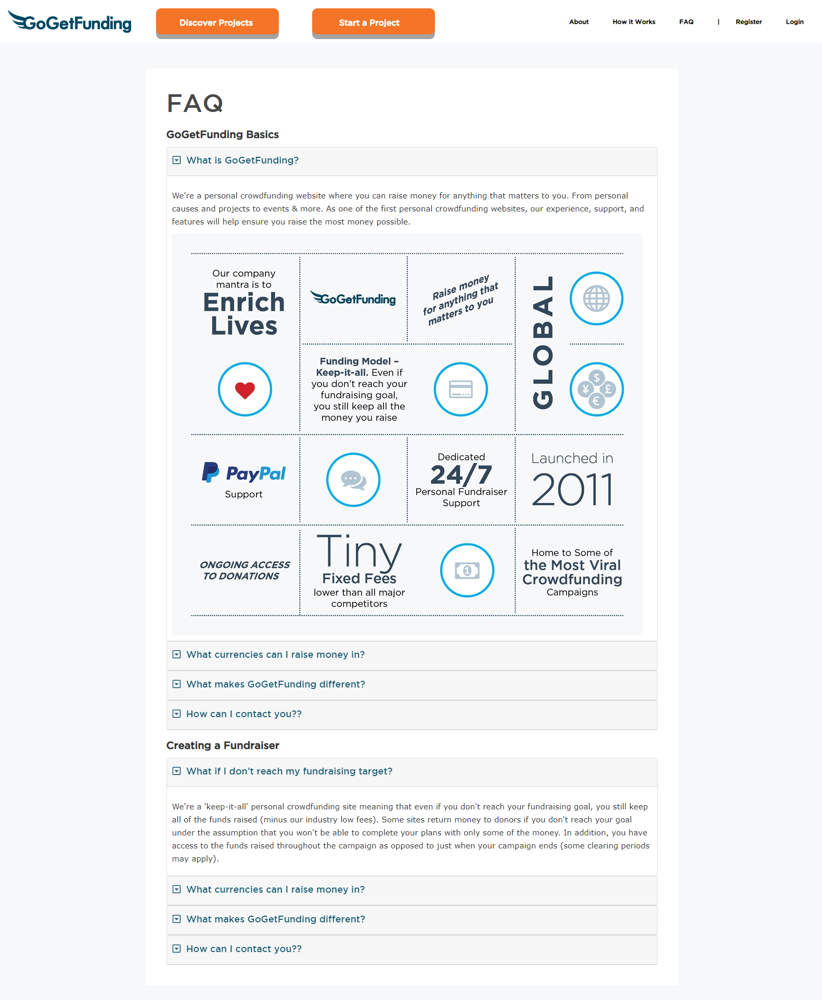 GoGetFunding
Discover Projects
Start a Project
About
How it Works
FAQ
|
Register
Login
FAQ
GoGetFunding Basics
What is GoGetFunding?
We're a personal crowdfunding website where you can raise money for anything that matters to you. From personal
causes and projects to events & more. As one of the first personal crowdfunding websites, our experience, support, and
features will help ensure you raise the most money possible.
Our company
mantra is to
Enrich
Lives
GoGetFunding
Raise money
for anything that
matters to you
GLOBAL
Funding Model –
Keep-it-all. Even if
you don’t reach your
fundraising goal,
you still keep all the
money you raise
$
¥ £
€
PayPal
Support
Dedicated
24/7
Personal Fundraiser
Support
Launched in
2011
ONGOING ACCESS
TO DONATIONS
Tiny
Fixed Fees
lower than all major
competitors
1
Home to Some of
the Most Viral
Crowdfunding
Campaigns
What currencies can I raise money in?
What makes GoGetFunding different?
How can I contact you??
Creating a Fundraiser
What if I don’t reach my fundraising target?
We're a 'keep-it-all' personal crowdfunding site meaning that even if you don't reach your fundraising goal, you still keep
all of the funds raised (minus our industry low fees). Some sites return money to donors if you don't reach your goal
under the assumption that you won't be able to complete your plans with only some of the money. In addition, you have
access to the funds raised throughout the campaign as opposed to just when your campaign ends (some clearing periods
may apply).
What currencies can I raise money in?
What makes GoGetFunding different?
How can I contact you??